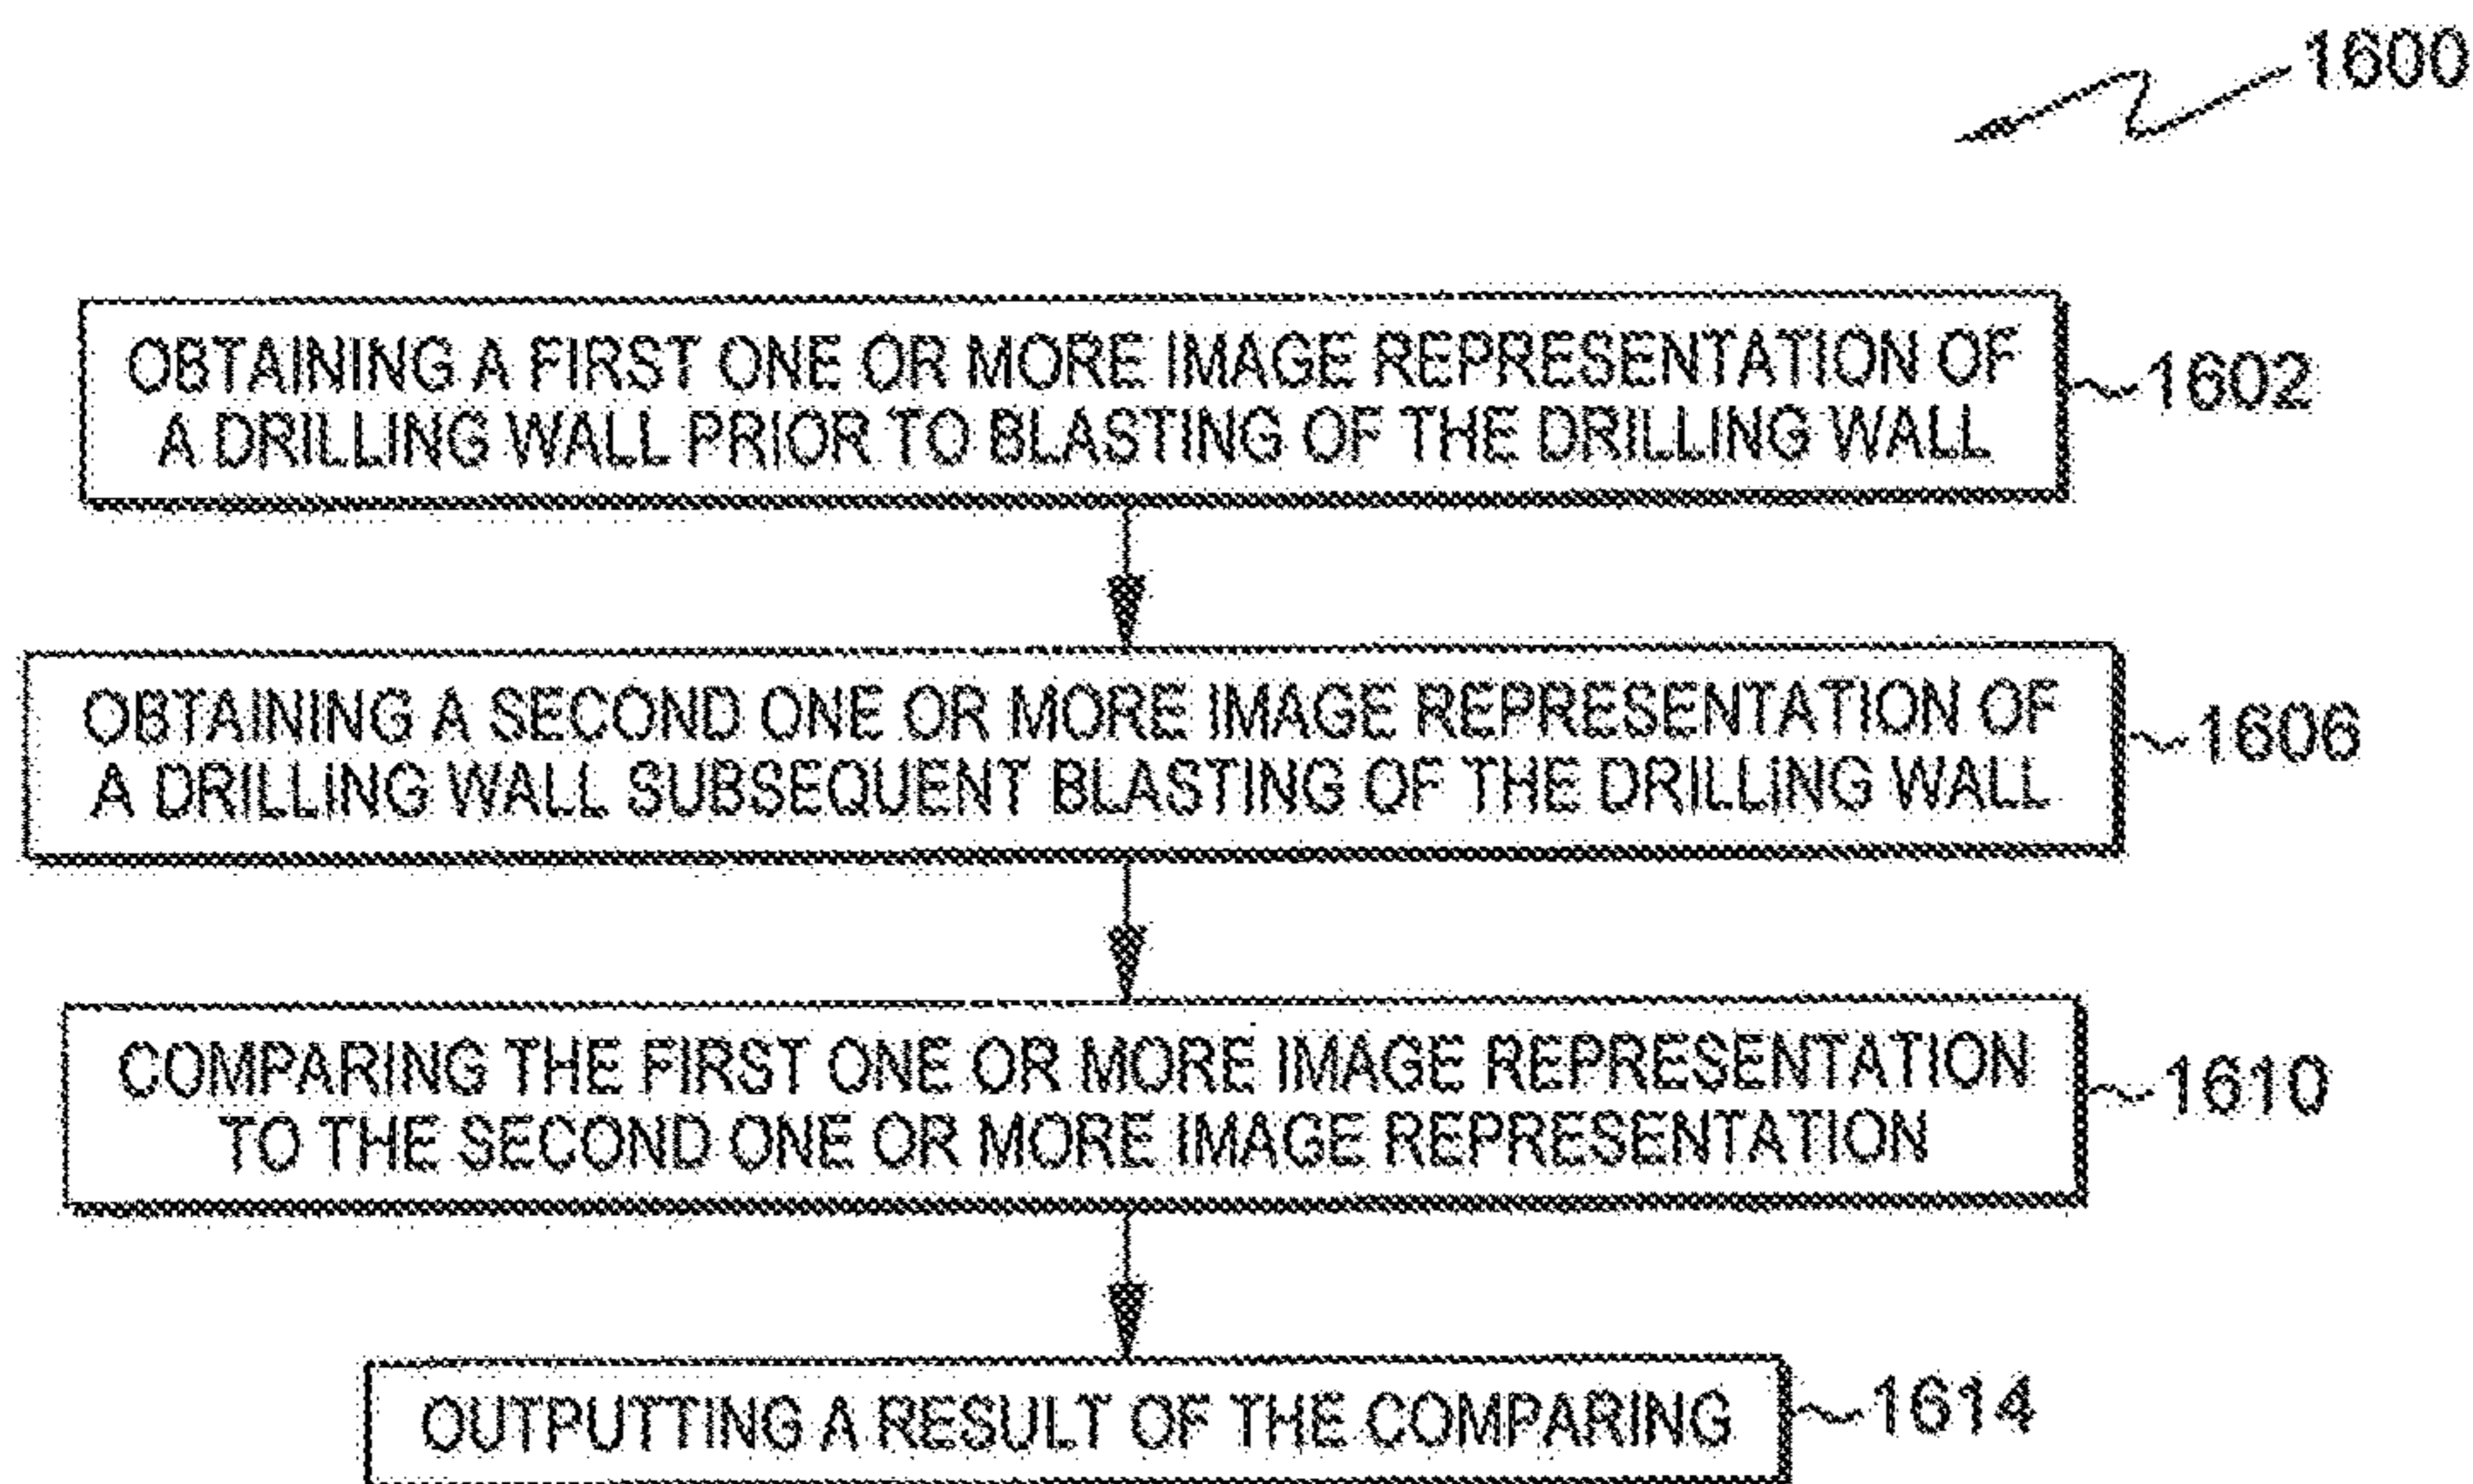 1600
OBTAINING A FIRST ONE OR MORE IMAGE REPRESENTATION OF
A DRILLING WALL PRIOR TO BLASTING OF THE DRILLING WALL
1602
OBTAINING A SECOND ONE OR MORE IMAGE REPRESENTATION OF
A DRILLING WALL SUBSEQUENT BLASTING OF THE DRILLING WALL
1606
COMPARING THE FIRST ONE OR MORE IMAGE REPRESENTATION
TO THE SECOND ONE OR MORE IMAGE REPRESENTATION
1610
OUTPUTTING A RESULT OF THE COMPARING
1614